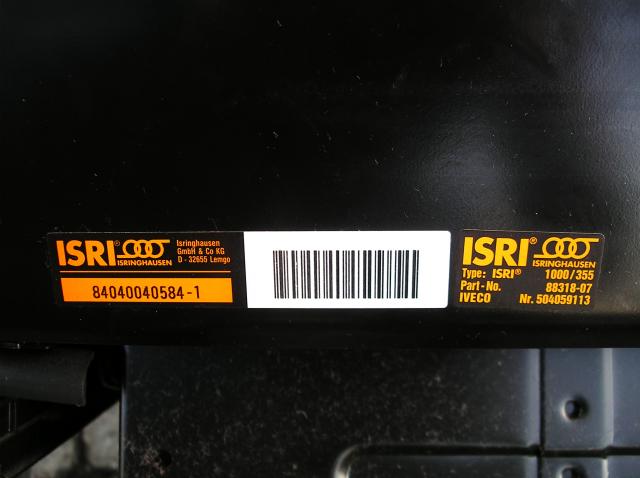 ISRI® ISRINGHAUSEN
Isringhausen
GmbH & Co KG
D - 32655 Lemgo
84040040584-1
ISRI® ISRINGHAUSEN
Type: ISRI® 1000/355
Part-No. 88318-07
IVECO Nr. 504059113